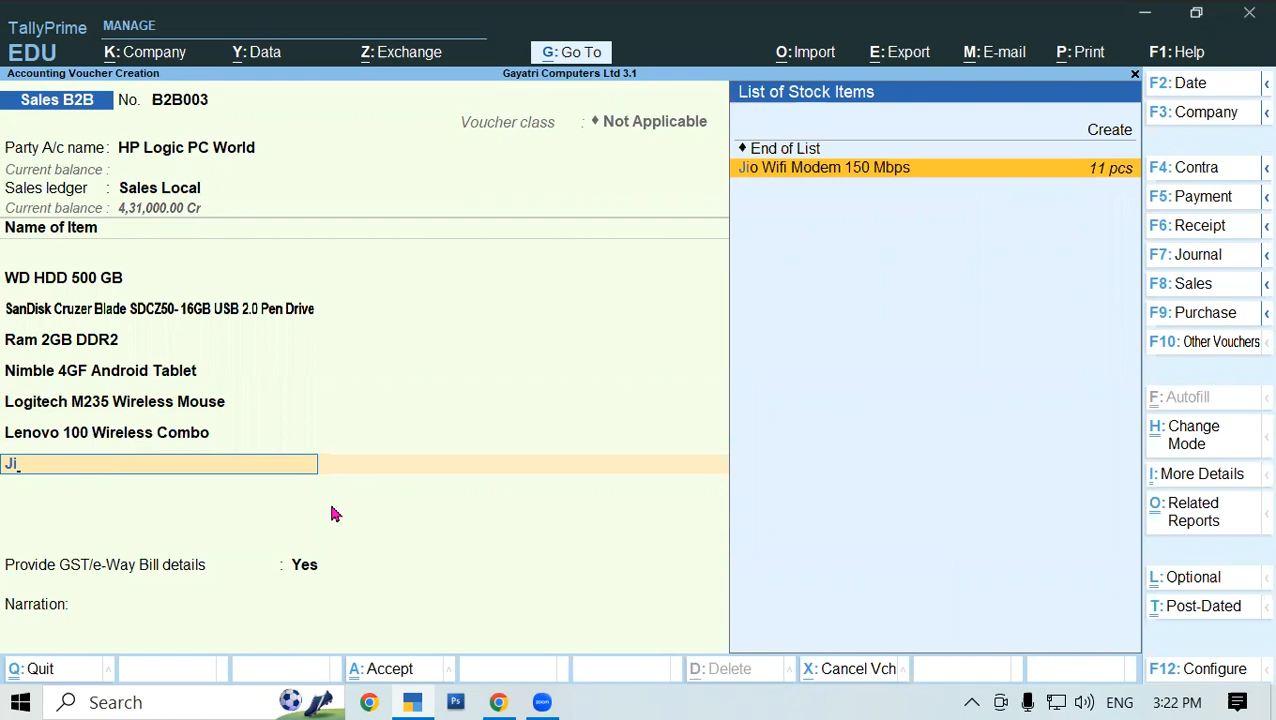 TallyPrime MANAGE
EDU K: Company Y: Data Z: Exchange G: Go To O: Import E: Export M: E-mail P: Print F1: Help
Accounting Voucher Creation Gayatri Computers Ltd 3.1
Sales B2B No. B2B003
Voucher class : ♦ Not Applicable
Party A/c name : HP Logic PC World
Current balance :
Sales ledger : Sales Local
Current balance : 4,31,000.00 Cr
Name of Item
WD HDD 500 GB
SanDisk Cruzer Blade SDCZ50-16GB USB 2.0 Pen Drive
Ram 2GB DDR2
Nimble 4GF Android Tablet
Logitech M235 Wireless Mouse
Lenovo 100 Wireless Combo
Ji
Provide GST/e-Way Bill details : Yes
Narration:
List of Stock Items
Create
♦ End of List
Jio Wifi Modem 150 Mbps 11 pcs
F2: Date
F3: Company
F4: Contra
F5: Payment
F6: Receipt
F7: Journal
F8: Sales
F9: Purchase
F10: Other Vouchers
F: Autofill
H: Change
Mode
I: More Details
O: Related
Reports
L: Optional
T: Post-Dated
Q: Quit A: Accept D: Delete X: Cancel Vch F12: Configure
Search Ps zoom ENG 3:22 PM